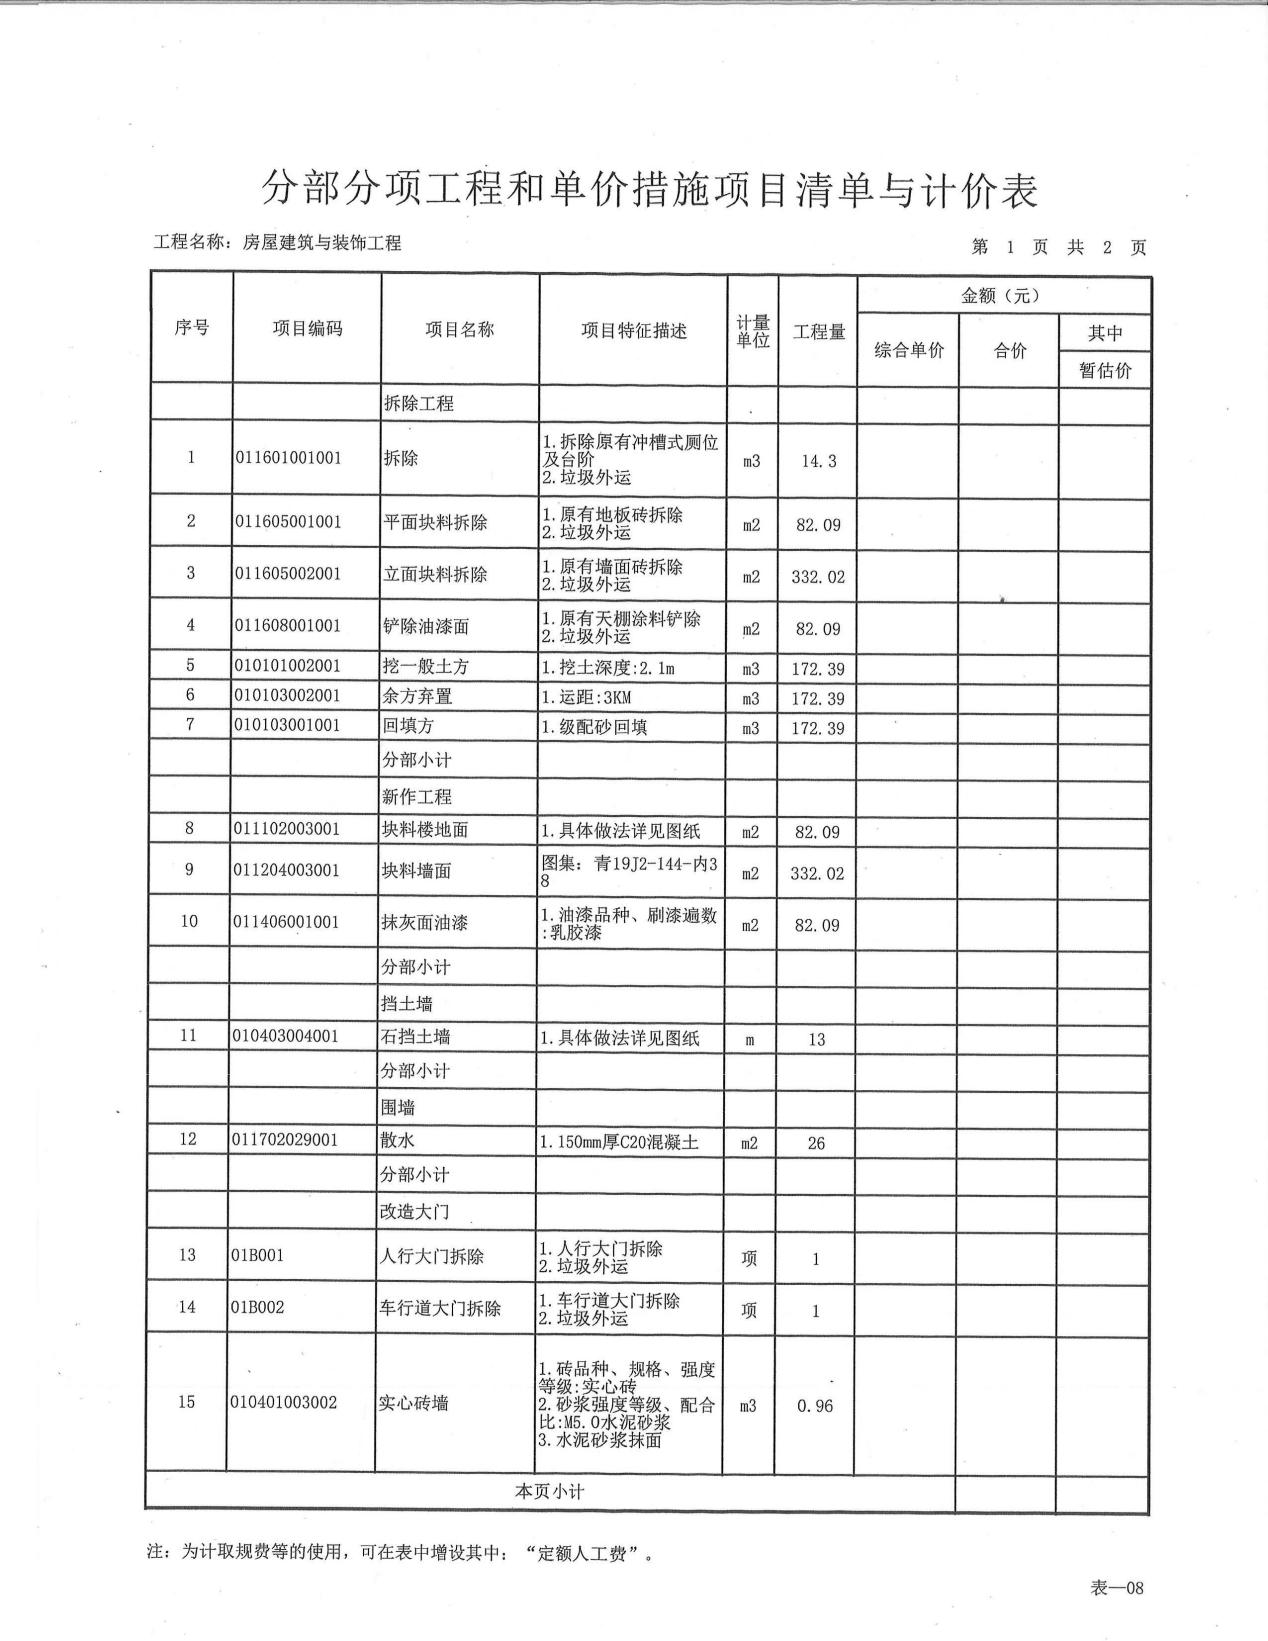 分部分项工程和单价措施项目清单与计价表
工程名称：房屋建筑与装饰工程
第 1 页 共 2 页
序号 项目编码 项目名称 项目特征描述 计量单位 工程量 金额（元）
综合单价 合价 其中
暂估价
拆除工程
1 011601001001 拆除 1.拆除原有冲槽式厕位
及台阶
2.垃圾外运 m3 14.3
2 011605001001 平面块料拆除 1.原有地板砖拆除
2.垃圾外运 m2 82.09
3 011605002001 立面块料拆除 1.原有墙面砖拆除
2.垃圾外运 m2 332.02
4 011608001001 铲除油漆面 1.原有天棚涂料铲除
2.垃圾外运 m2 82.09
5 010101002001 挖一般土方 1.挖土深度:2.1m m3 172.39
6 010103002001 余方弃置 1.运距:3KM m3 172.39
7 010103001001 回填方 1.级配砂回填 m3 172.39
分部小计
新作工程
8 011102003001 块料楼地面 1.具体做法详见图纸 m2 82.09
9 011204003001 块料墙面 图集：青19J2-144-内3
8 m2 332.02
10 011406001001 抹灰面油漆 1.油漆品种、刷漆遍数
:乳胶漆 m2 82.09
分部小计
挡土墙
11 010403004001 石挡土墙 1.具体做法详见图纸 m 13
分部小计
围墙
12 011702029001 散水 1.150mm厚C20混凝土 m2 26
分部小计
改造大门
13 01B001 人行大门拆除 1.人行大门拆除
2.垃圾外运 项 1
14 01B002 车行道大门拆除 1.车行道大门拆除
2.垃圾外运 项 1
15 010401003002 实心砖墙 1.砖品种、规格、强度
等级:实心砖
2.砂浆强度等级、配合
比:M5.0水泥砂浆
3.水泥砂浆抹面 m3 0.96
本页小计
注：为计取规费等的使用，可在表中增设其中：“定额人工费”。
表—08